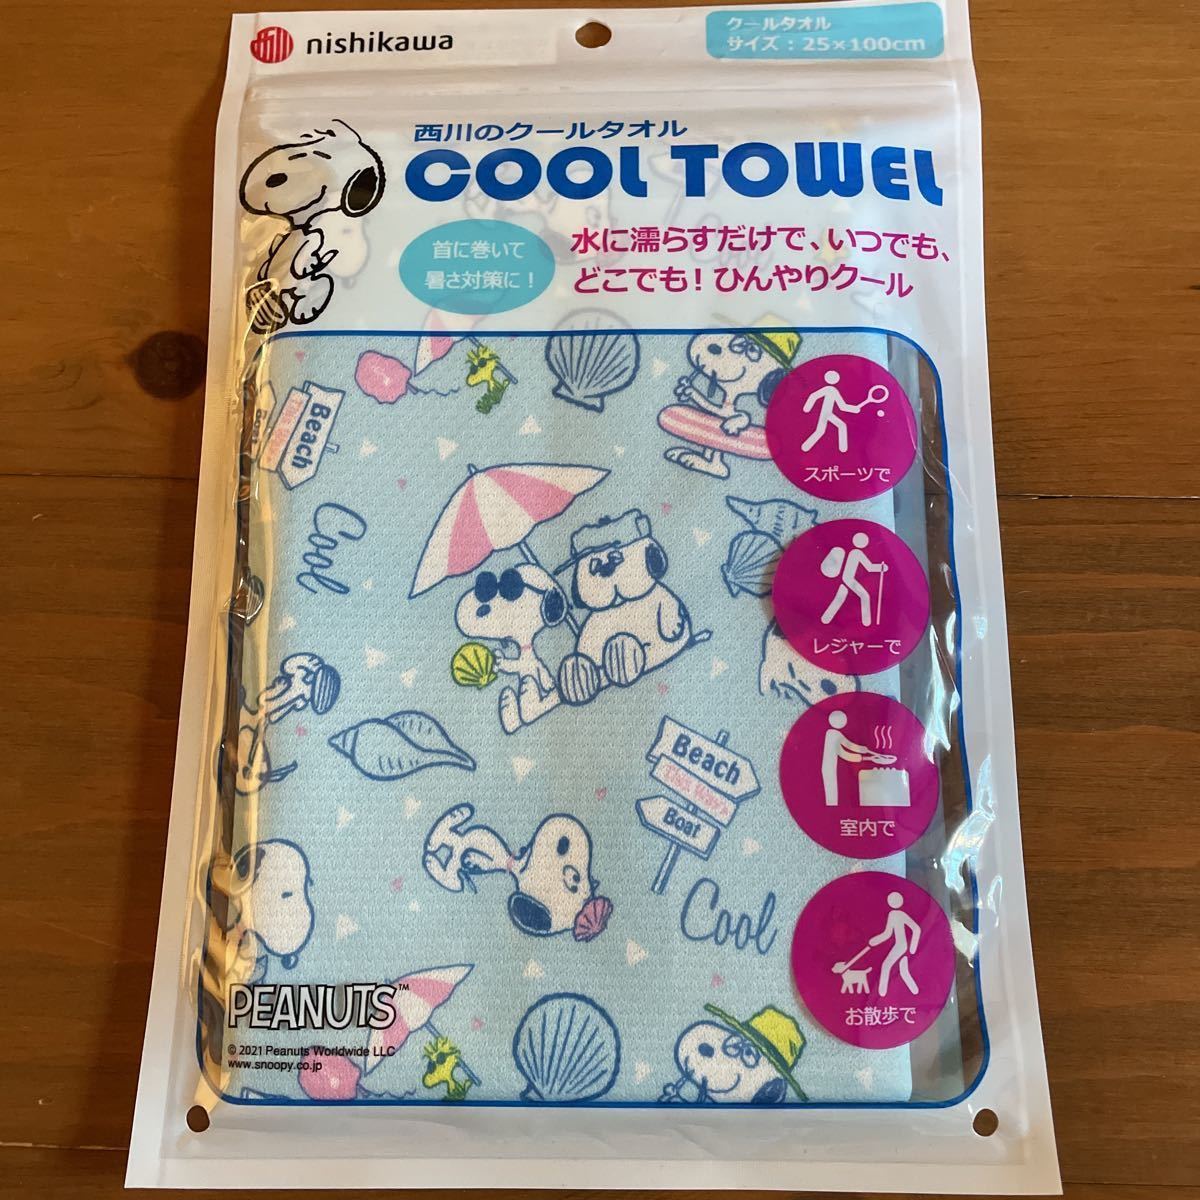 nishikawa
クールタオル
サイズ：25×100cm
西川のクールタオル
COOL TOWEL
首に巻いて
暑さ対策に！
水に濡らすだけで、いつでも、
どこでも！ひんやりクール
Beach
Cool
スポーツで
レジャーで
Beach
This Way
Boat
室内で
Cool
お散歩で
PEANUTS™
© 2021 Peanuts Worldwide LLC
www.snoopy.co.jp